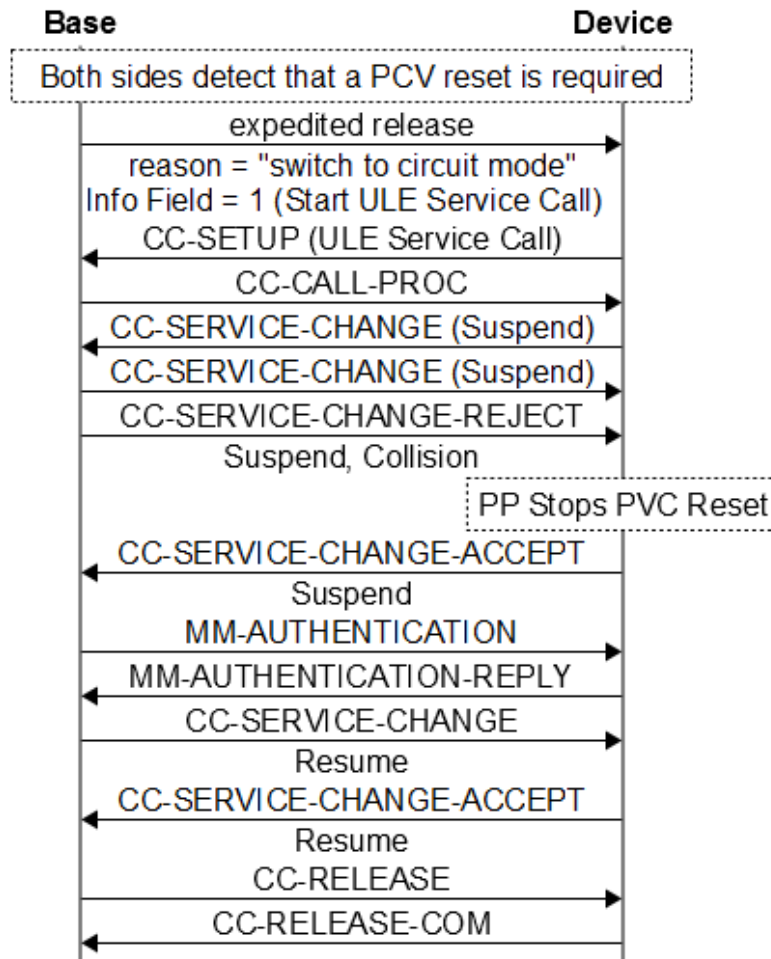 Base Device
Both sides detect that a PCV reset is required
expedited release
reason = "switch to circuit mode"
Info Field = 1 (Start ULE Service Call)
CC-SETUP (ULE Service Call)
CC-CALL-PROC
CC-SERVICE-CHANGE (Suspend)
CC-SERVICE-CHANGE (Suspend)
CC-SERVICE-CHANGE-REJECT
Suspend, Collision
PP Stops PVC Reset
CC-SERVICE-CHANGE-ACCEPT
Suspend
MM-AUTHENTICATION
MM-AUTHENTICATION-REPLY
CC-SERVICE-CHANGE
Resume
CC-SERVICE-CHANGE-ACCEPT
Resume
CC-RELEASE
CC-RELEASE-COM